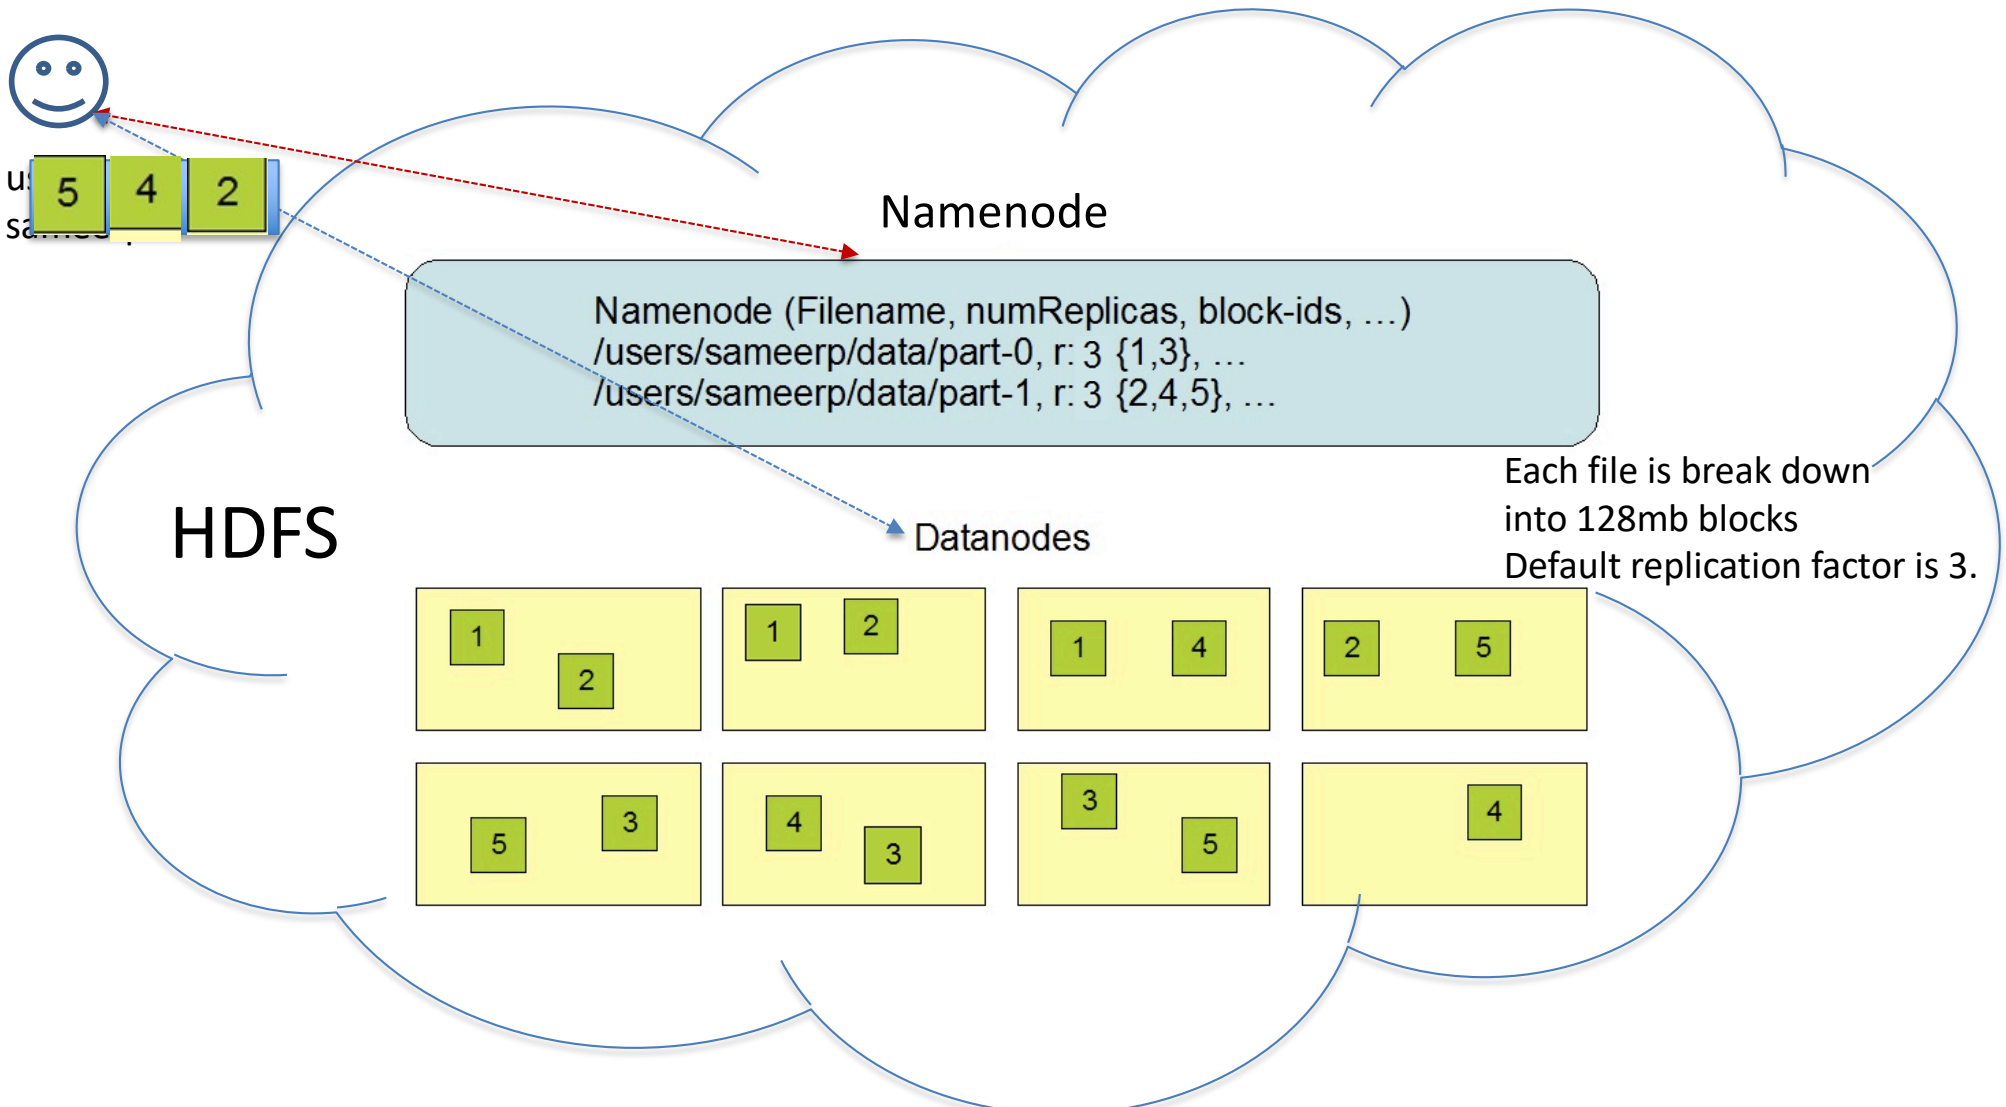 5 4 2
Namenode
Namenode (Filename, numReplicas, block-ids, …)
/users/sameerp/data/part-0, r: 3 {1,3}, …
/users/sameerp/data/part-1, r: 3 {2,4,5}, …
Each file is break down
into 128mb blocks
Default replication factor is 3.
HDFS
Datanodes
1 2
1 2
1 4
2 5
5 3
4 3
3 5
4